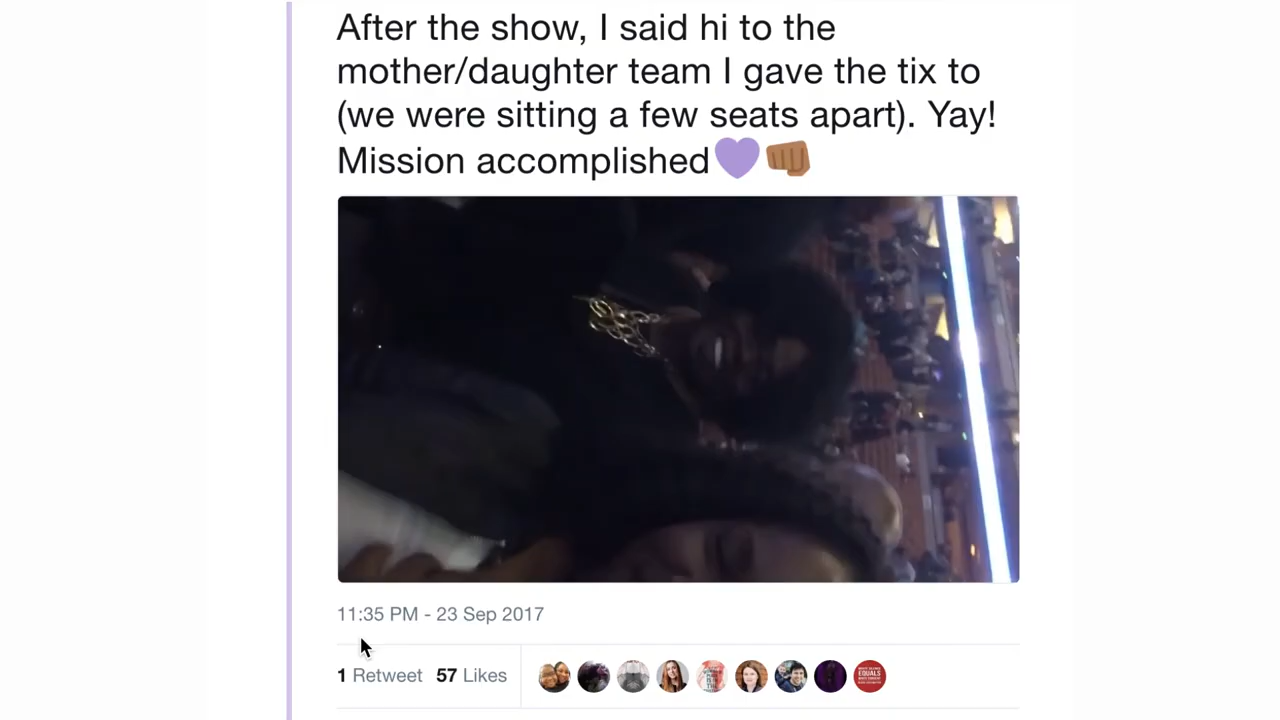 After the show, I said hi to the
mother/daughter team I gave the tix to
(we were sitting a few seats apart). Yay!
Mission accomplished💜👊🏾
11:35 PM - 23 Sep 2017
1 Retweet 57 Likes
EQUALS